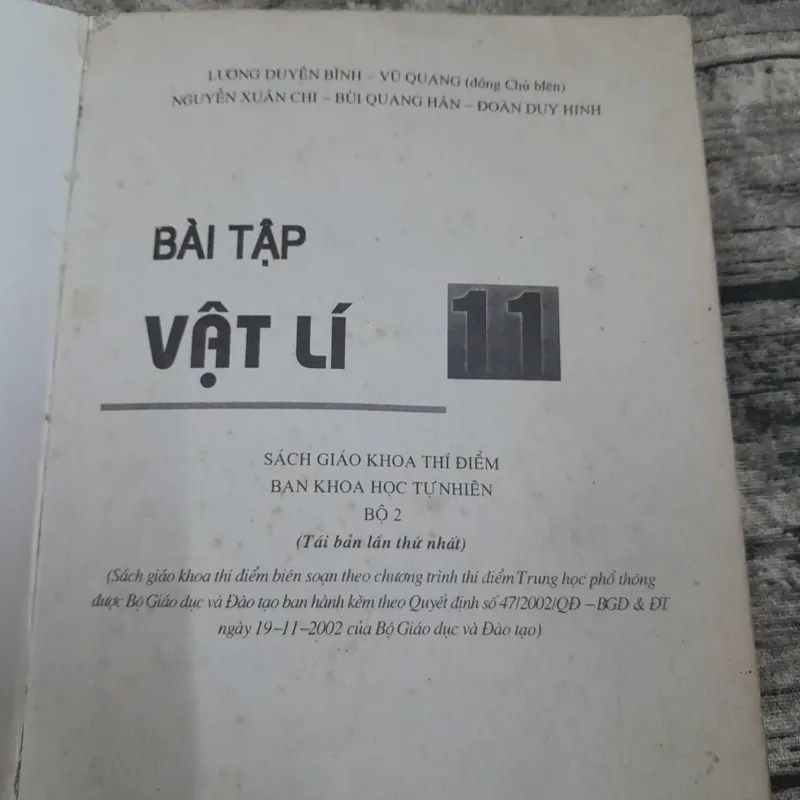 LƯƠNG DUYÊN BÌNH – VŨ QUANG (đồng Chủ biên)
NGUYỄN XUÂN CHI – BÙI QUANG HÂN – ĐOÀN DUY HINH
BÀI TẬP
VẬT LÍ 11
SÁCH GIÁO KHOA THÍ ĐIỂM
BAN KHOA HỌC TỰ NHIÊN
BỘ 2
(Tái bản lần thứ nhất)
(Sách giáo khoa thí điểm biên soạn theo chương trình thí điểm Trung học phổ thông
được Bộ Giáo dục và Đào tạo ban hành kèm theo Quyết định số 47/2002/QĐ – BGD & ĐT
ngày 19–11–2002 của Bộ Giáo dục và Đào tạo)